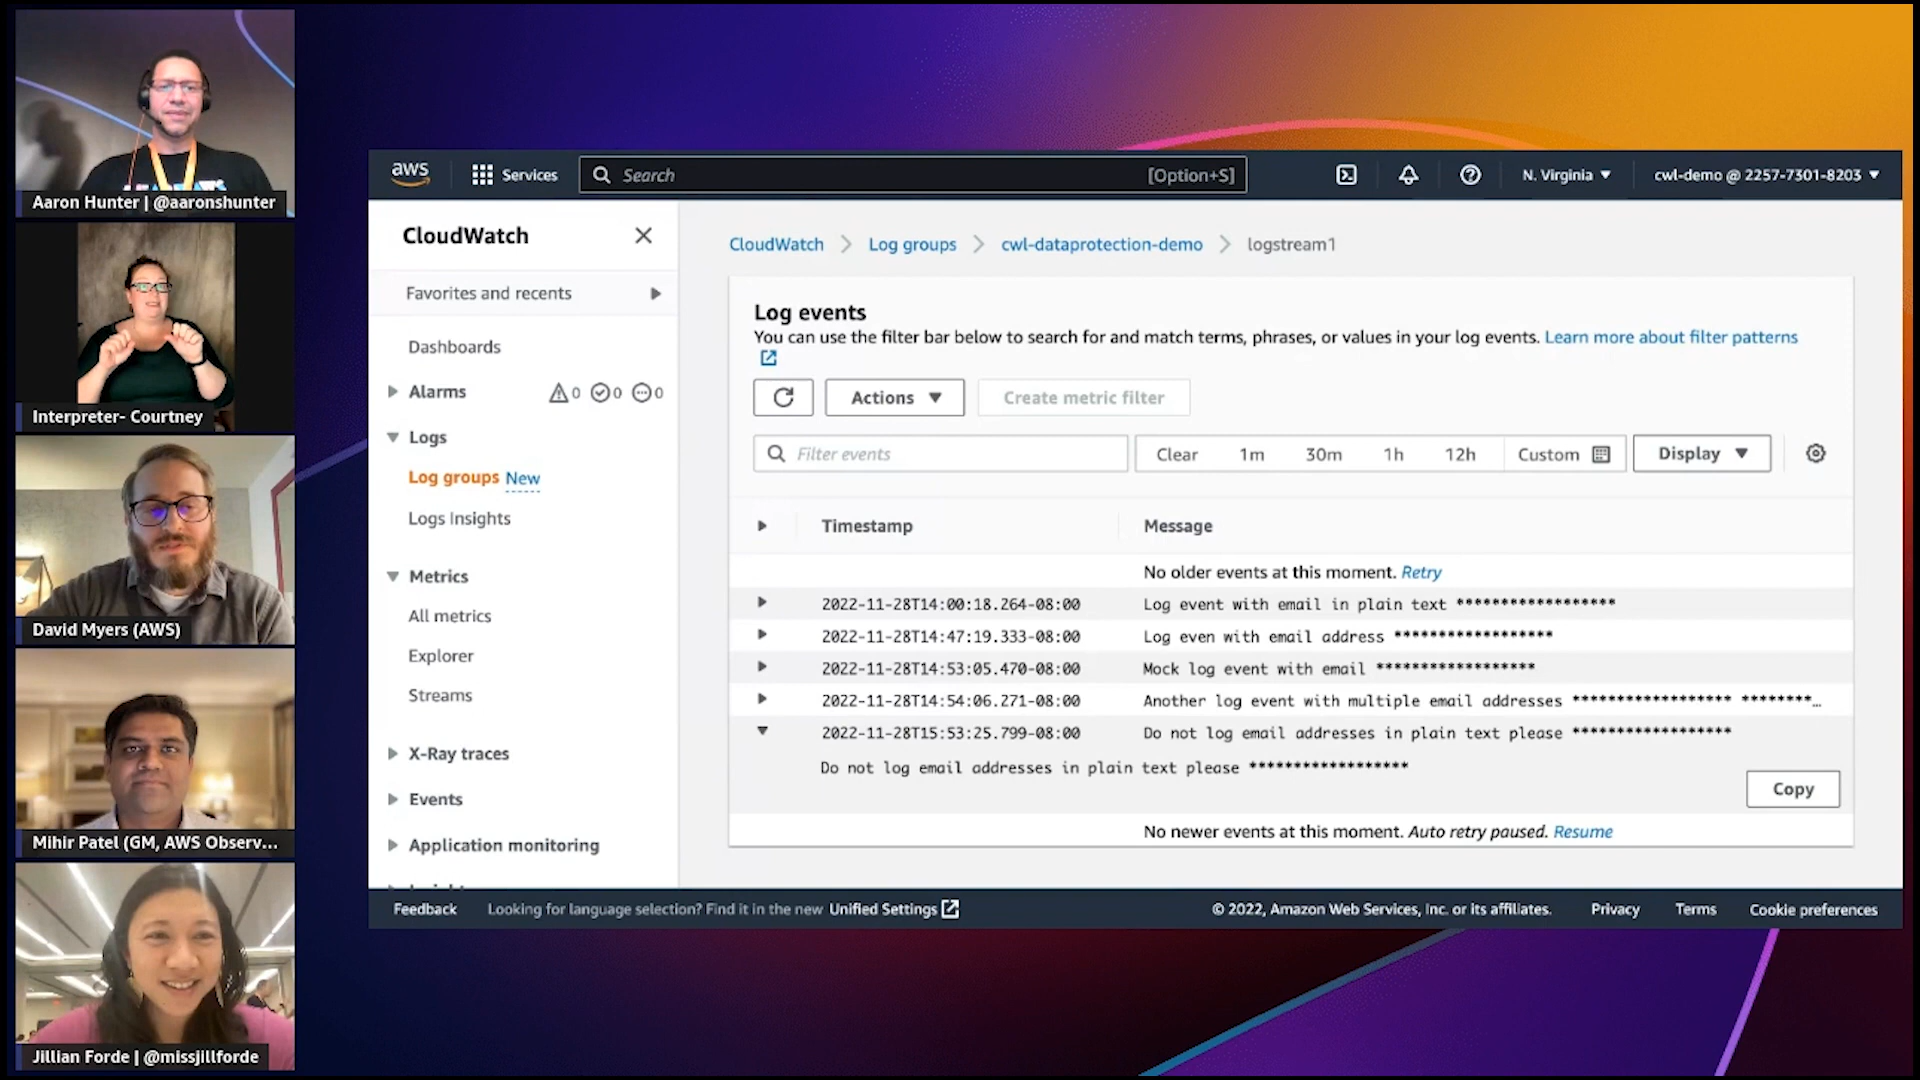 Aaron Hunter | @aaronshunter
Interpreter- Courtney
David Myers (AWS)
Mihir Patel (GM, AWS Observ...
Jillian Forde | @missjillforde
aws
Services
Search
[Option+S]
N. Virginia
cwl-demo @ 2257-7301-8203
CloudWatch
Favorites and recents
Dashboards
Alarms 0 0 0
Logs
Log groups New
Logs Insights
Metrics
All metrics
Explorer
Streams
X-Ray traces
Events
Application monitoring
CloudWatch > Log groups > cwl-dataprotection-demo > logstream1
Log events
You can use the filter bar below to search for and match terms, phrases, or values in your log events. Learn more about filter patterns
Actions
Create metric filter
Filter events
Clear 1m 30m 1h 12h Custom
Display
Timestamp Message
No older events at this moment. Retry
2022-11-28T14:00:18.264-08:00 Log event with email in plain text ******************
2022-11-28T14:47:19.333-08:00 Log even with email address ******************
2022-11-28T14:53:05.470-08:00 Mock log event with email ******************
2022-11-28T14:54:06.271-08:00 Another log event with multiple email addresses ****************** ********…
2022-11-28T15:53:25.799-08:00 Do not log email addresses in plain text please ******************
Do not log email addresses in plain text please ******************
Copy
No newer events at this moment. Auto retry paused. Resume
Feedback
Looking for language selection? Find it in the new Unified Settings
© 2022, Amazon Web Services, Inc. or its affiliates.
Privacy
Terms
Cookie preferences